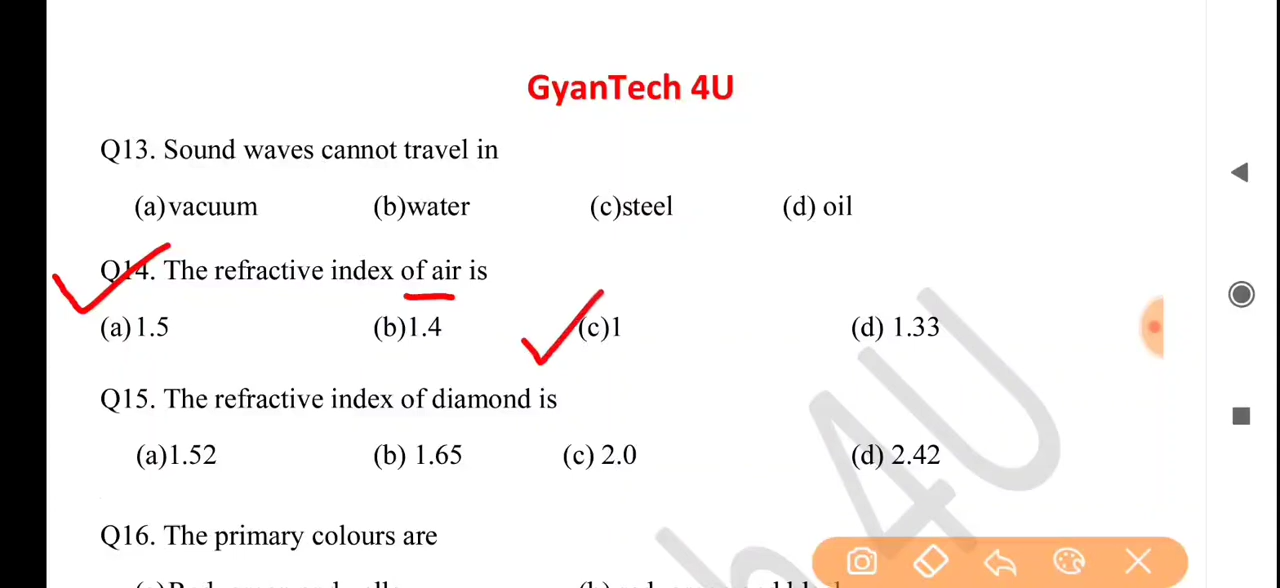 GyanTech 4U
Q13. Sound waves cannot travel in
(a) vacuum (b)water (c)steel (d) oil
Q14. The refractive index of air is
(a) 1.5 (b)1.4 (c)1 (d) 1.33
Q15. The refractive index of diamond is
(a)1.52 (b) 1.65 (c) 2.0 (d) 2.42
Q16. The primary colours are
4U